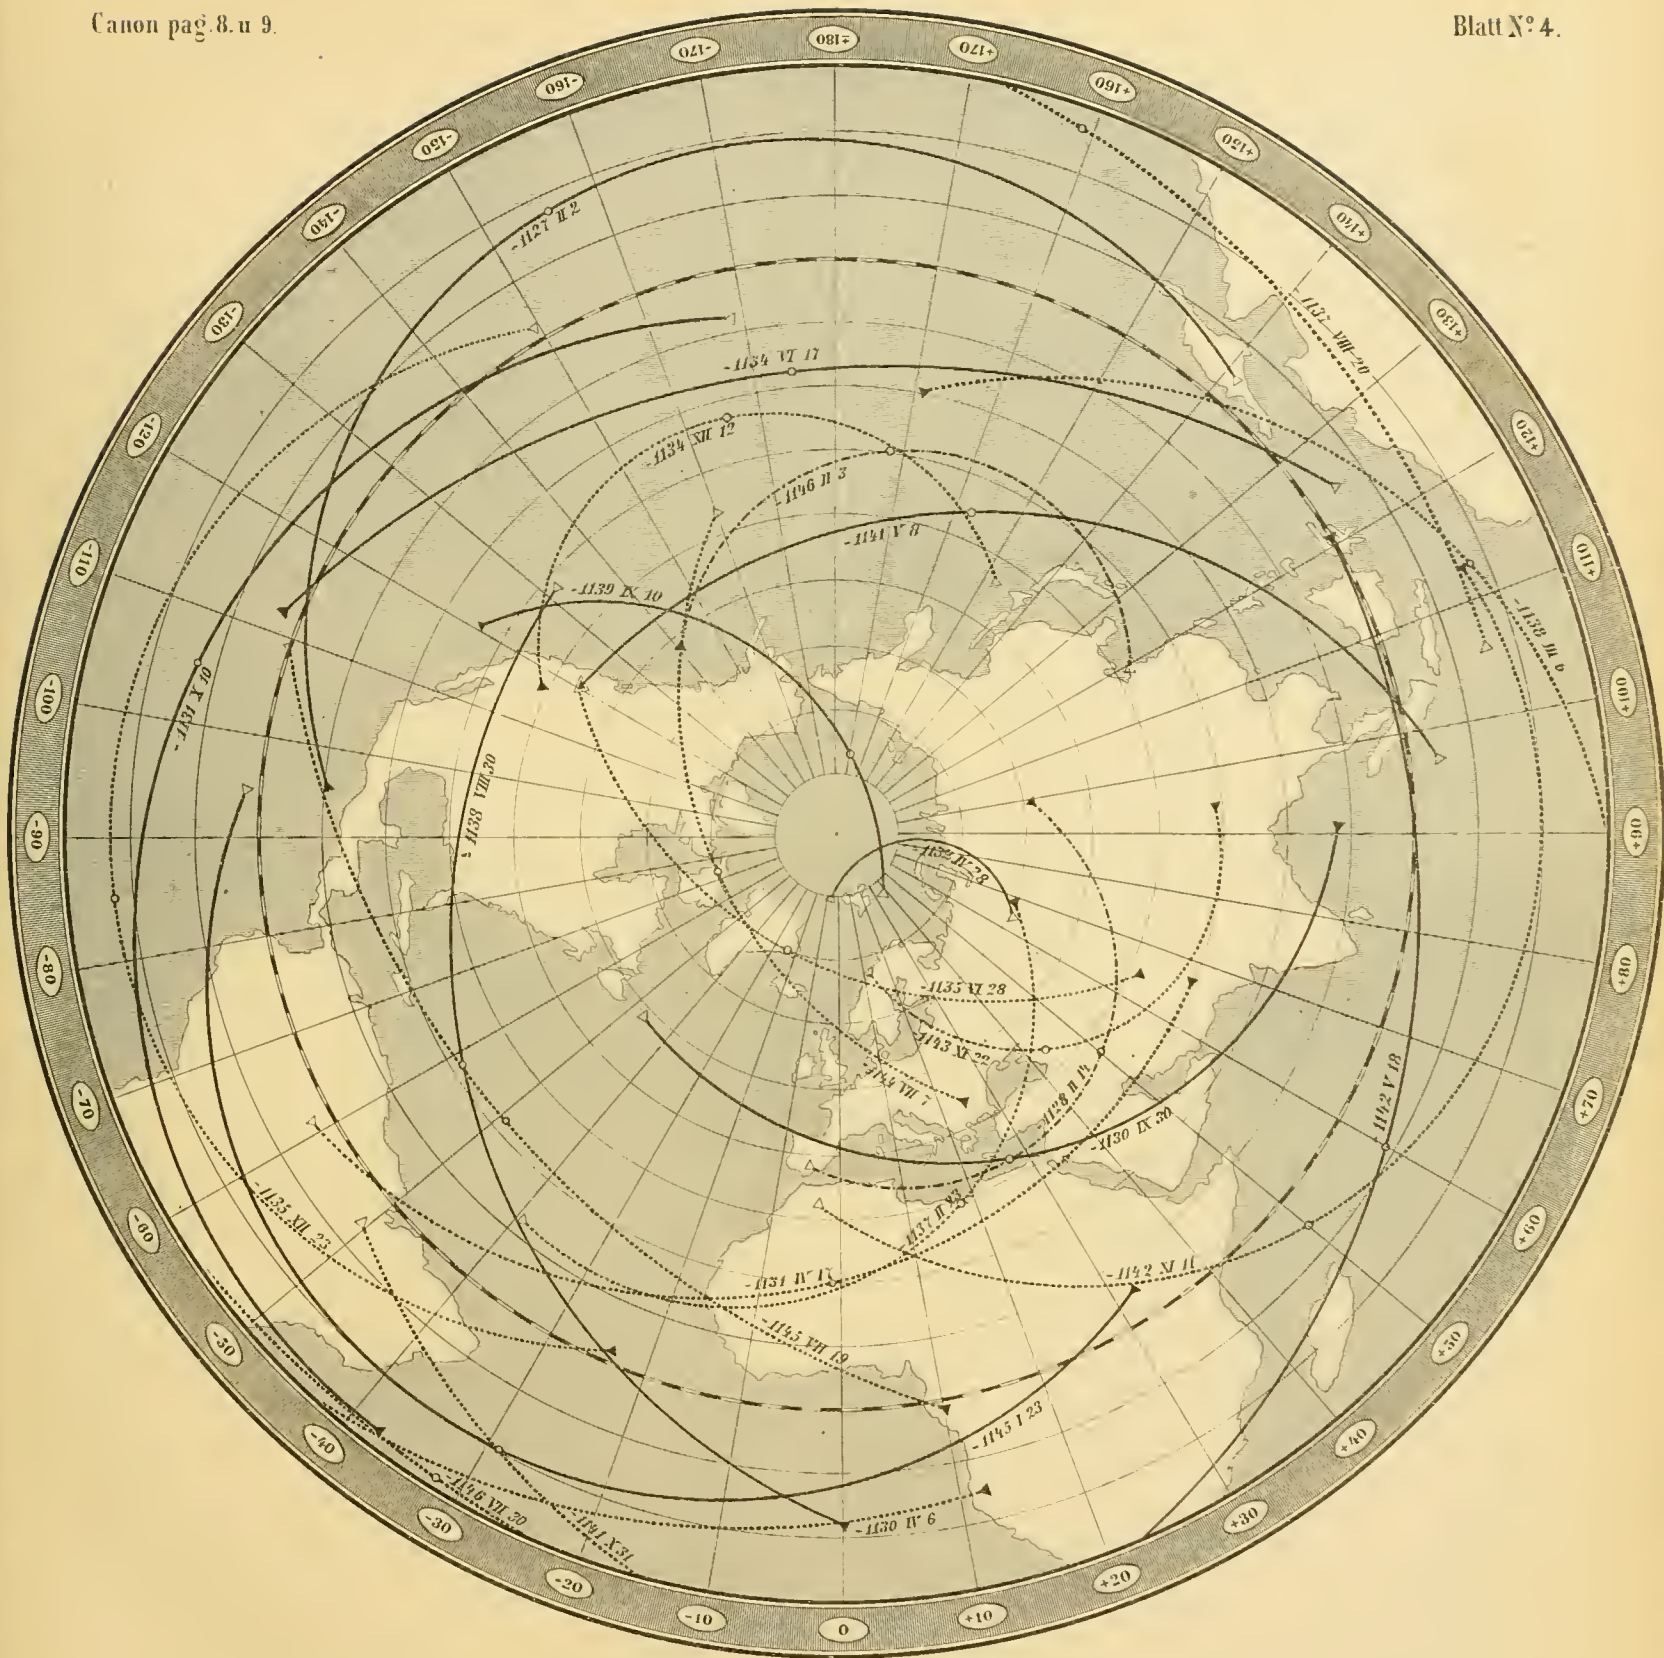 Canon pag. 8. u 9.
Blatt Nº 4.
∓180
+170
+160
+150
+140
+130
+120
+110
+100
+90
+80
+70
+60
+50
+40
+30
+20
+10
0
-10
-20
-30
-40
-50
-60
-70
-80
-90
-100
-110
-120
-130
-140
-150
-160
-170
-1127 II 2
-1137 VIII 20
-1134 VI 17
-1134 XII 12
-1146 II 3
-1141 V 8
-1139 IX 10
-1138 III 6
-1131 X 10
-1138 VIII 30
-1132 IV 28
-1135 VI 28
-1143 XI 22
-1144 VII 7
-1128 II 14
-1130 IX 30
-1142 V 18
-1137 II 23
-1135 XII 23
-1131 IV 17
-1142 XI 11
-1145 VII 19
-1145 I 23
-1146 VII 30
-1141 X 31
-1130 IV 6